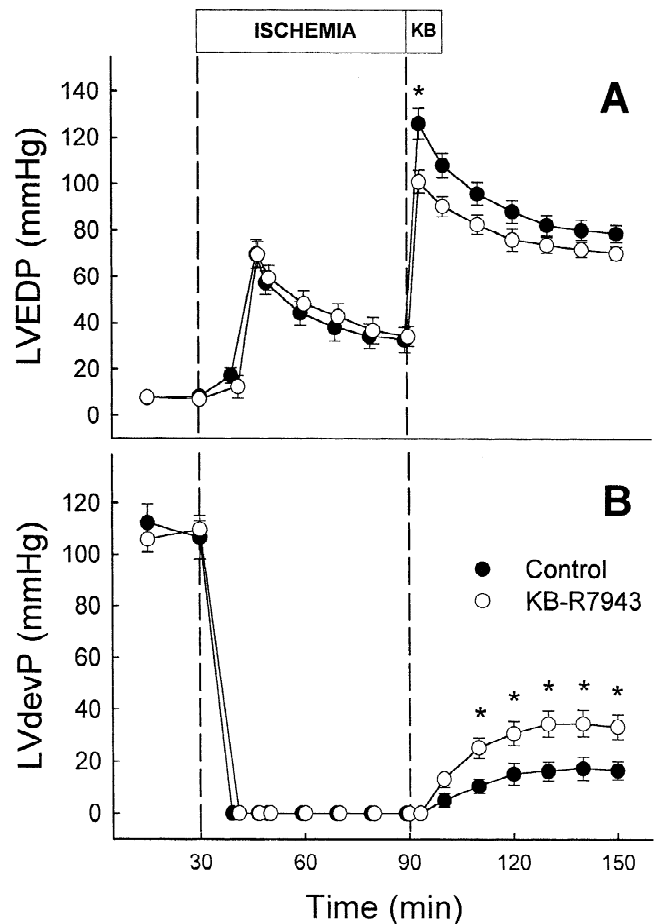 ISCHEMIA KB
A
*
140
120
100
80
60
40
20
0
LVEDP (mmHg)
B
120
100
80
60
40
20
0
LVdevP (mmHg)
Control
KB-R7943
* * * * *
30 60 90 120 150
Time (min)